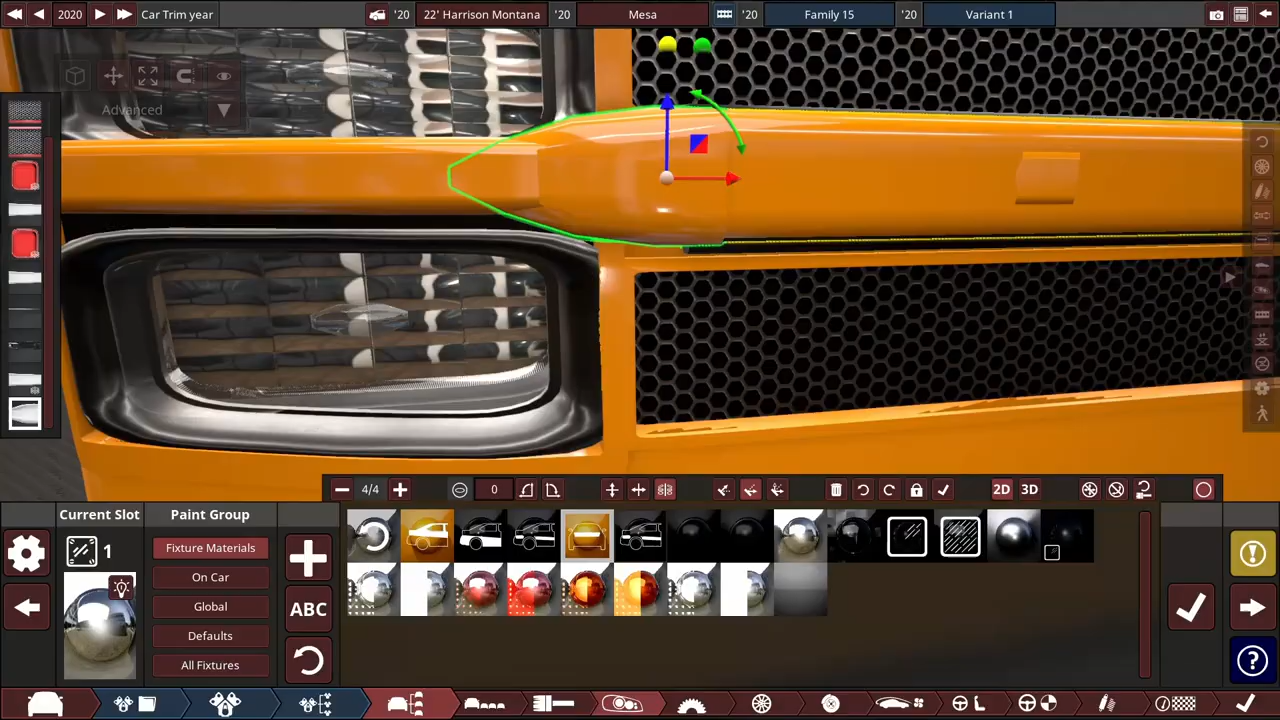 2020
Car Trim year
'20
22' Harrison Montana
'20
Mesa
'20
Family 15
'20
Variant 1
Advanced
4/4
0
2D
3D
Current Slot
1
Paint Group
Fixture Materials
On Car
Global
Defaults
All Fixtures
ABC
?